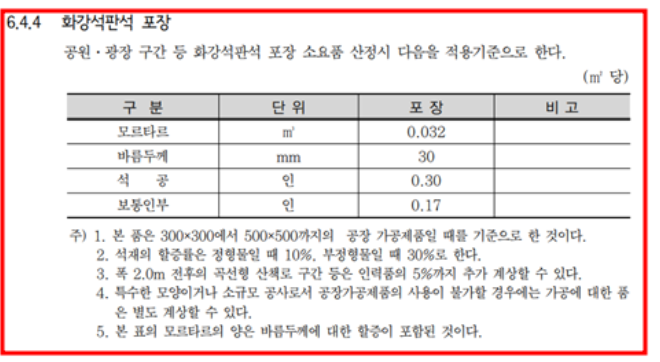 6.4.4 화강석판석 포장
공원·광장 구간 등 화강석판석 포장 소요품 산정시 다음을 적용기준으로 한다.
(㎡ 당)
구 분 단 위 포 장 비 고
모르타르 ㎥ 0.032
바름두께 mm 30
석 공 인 0.30
보통인부 인 0.17
주) 1. 본 품은 300×300에서 500×500까지의 공장 가공제품일 때를 기준으로 한 것이다.
2. 석재의 할증률은 정형물일 때 10%, 부정형물일 때 30%로 한다.
3. 폭 2.0m 전후의 곡선형 산책로 구간 등은 인력품의 5%까지 추가 계상할 수 있다.
4. 특수한 모양이거나 소규모 공사로서 공장가공제품의 사용이 불가할 경우에는 가공에 대한 품
은 별도 계상할 수 있다.
5. 본 표의 모르타르의 양은 바름두께에 대한 할증이 포함된 것이다.